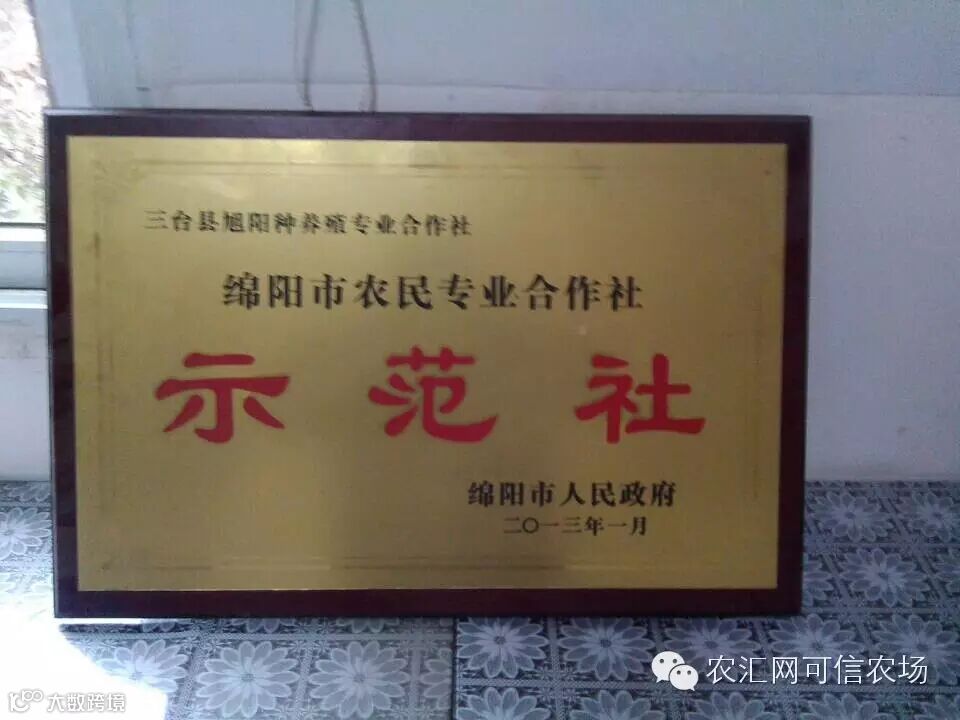 三台县旭阳种养殖专业合作社
绵阳市农民专业合作社
示范社
绵阳市人民政府
二〇一三年一月
农汇网可信农场
大数跨境